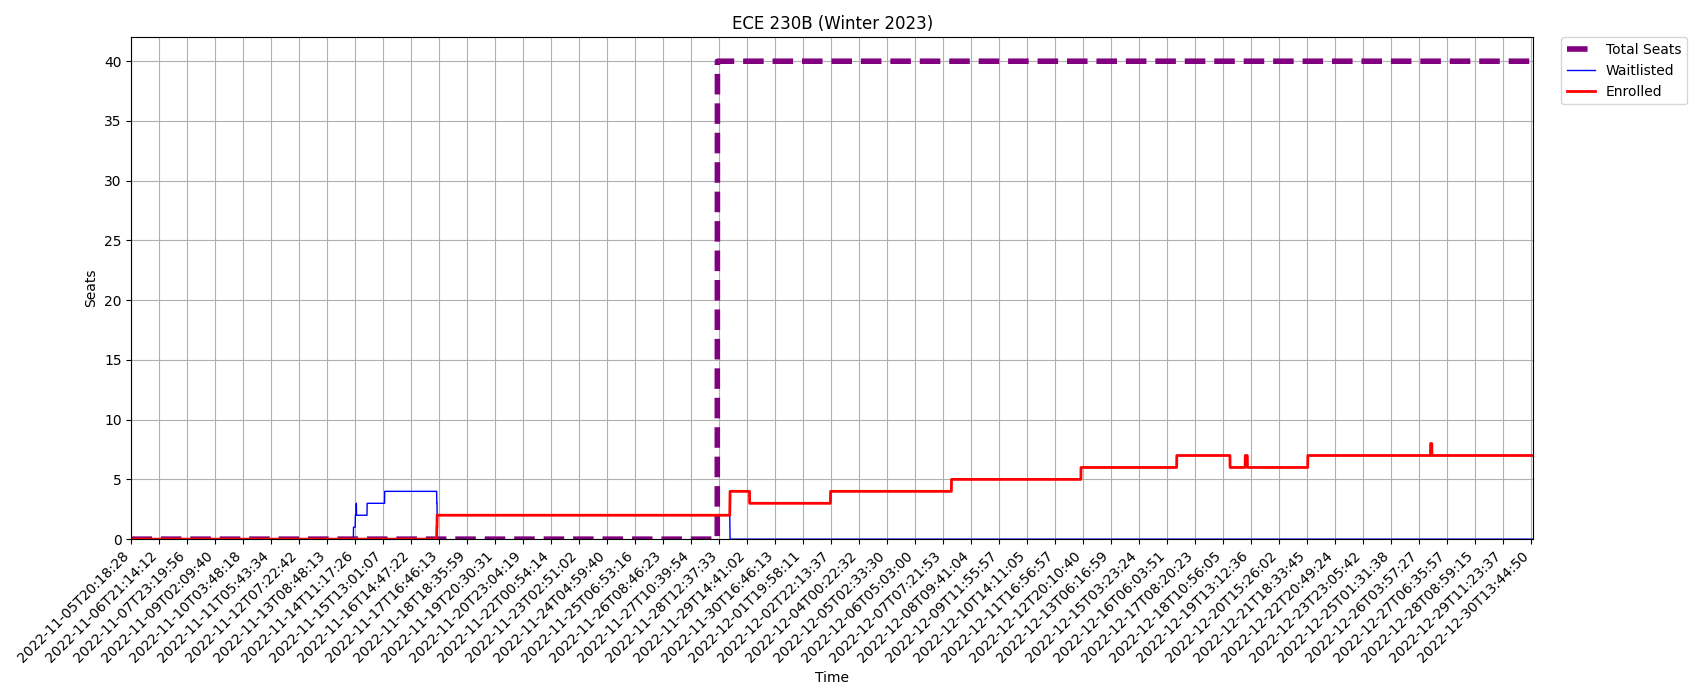 ECE 230B (Winter 2023)
Total Seats
Waitlisted
Enrolled
Seats
40
35
30
25
20
15
10
5
0
2022-11-05T20:18:28
2022-11-06T21:14:12
2022-11-07T23:19:56
2022-11-09T02:09:40
2022-11-10T03:48:18
2022-11-11T05:43:34
2022-11-12T07:22:42
2022-11-13T08:48:13
2022-11-14T11:17:26
2022-11-15T13:01:07
2022-11-16T14:47:22
2022-11-17T16:46:13
2022-11-18T18:35:59
2022-11-19T20:30:31
2022-11-20T23:04:19
2022-11-22T00:54:14
2022-11-23T02:51:02
2022-11-24T04:59:40
2022-11-25T06:53:16
2022-11-26T08:46:23
2022-11-27T10:39:54
2022-11-28T12:37:33
2022-11-29T14:41:02
2022-11-30T16:46:13
2022-12-01T19:58:11
2022-12-02T22:13:37
2022-12-04T00:22:32
2022-12-05T02:33:30
2022-12-06T05:03:00
2022-12-07T07:21:53
2022-12-08T09:41:04
2022-12-09T11:55:57
2022-12-10T14:11:05
2022-12-11T16:56:57
2022-12-12T20:10:40
2022-12-13T06:16:59
2022-12-15T03:23:24
2022-12-16T06:03:51
2022-12-17T08:20:23
2022-12-18T10:56:05
2022-12-19T13:12:36
2022-12-20T15:26:02
2022-12-21T18:33:45
2022-12-22T20:49:24
2022-12-23T23:05:42
2022-12-25T01:31:38
2022-12-26T03:57:27
2022-12-27T06:35:57
2022-12-28T08:59:15
2022-12-29T11:23:37
2022-12-30T13:44:50
Time